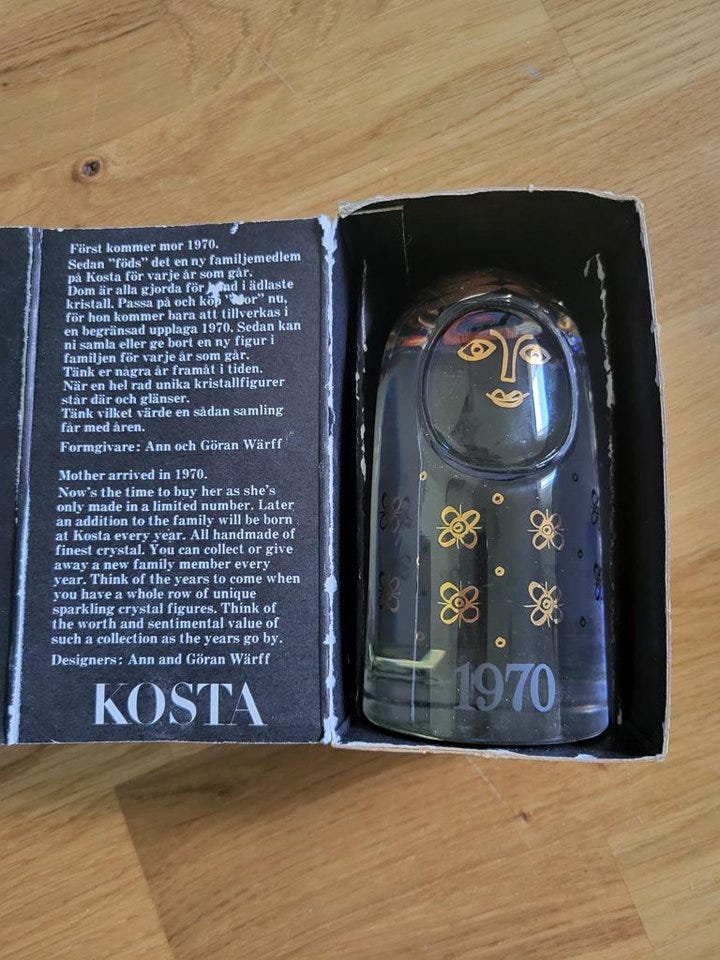 Först kommer mor 1970.
Sedan "föds" det en ny familjemedlem
på Kosta för varje år som går.
Dom är alla gjorda för i ädlaste
kristall. Passa på och köp nu,
för hon kommer bara att tillverkas i
en begränsad upplaga 1970. Sedan kan
ni samla eller ge bort en ny figur i
familjen för varje år som går.
Tänk er några år framåt i tiden.
När en hel rad unika kristallfigurer
står där och glänser.
Tänk vilket värde en sådan samling
får med åren.
Formgivare: Ann och Göran Wärff
Mother arrived in 1970.
Now's the time to buy her as she's
only made in a limited number. Later
an addition to the family will be born
at Kosta every year. All handmade of
finest crystal. You can collect or give
away a new family member every
year. Think of the years to come when
you have a whole row of unique
sparkling crystal figures. Think of
the worth and sentimental value of
such a collection as the years go by.
Designers: Ann and Göran Wärff
KOSTA
1970